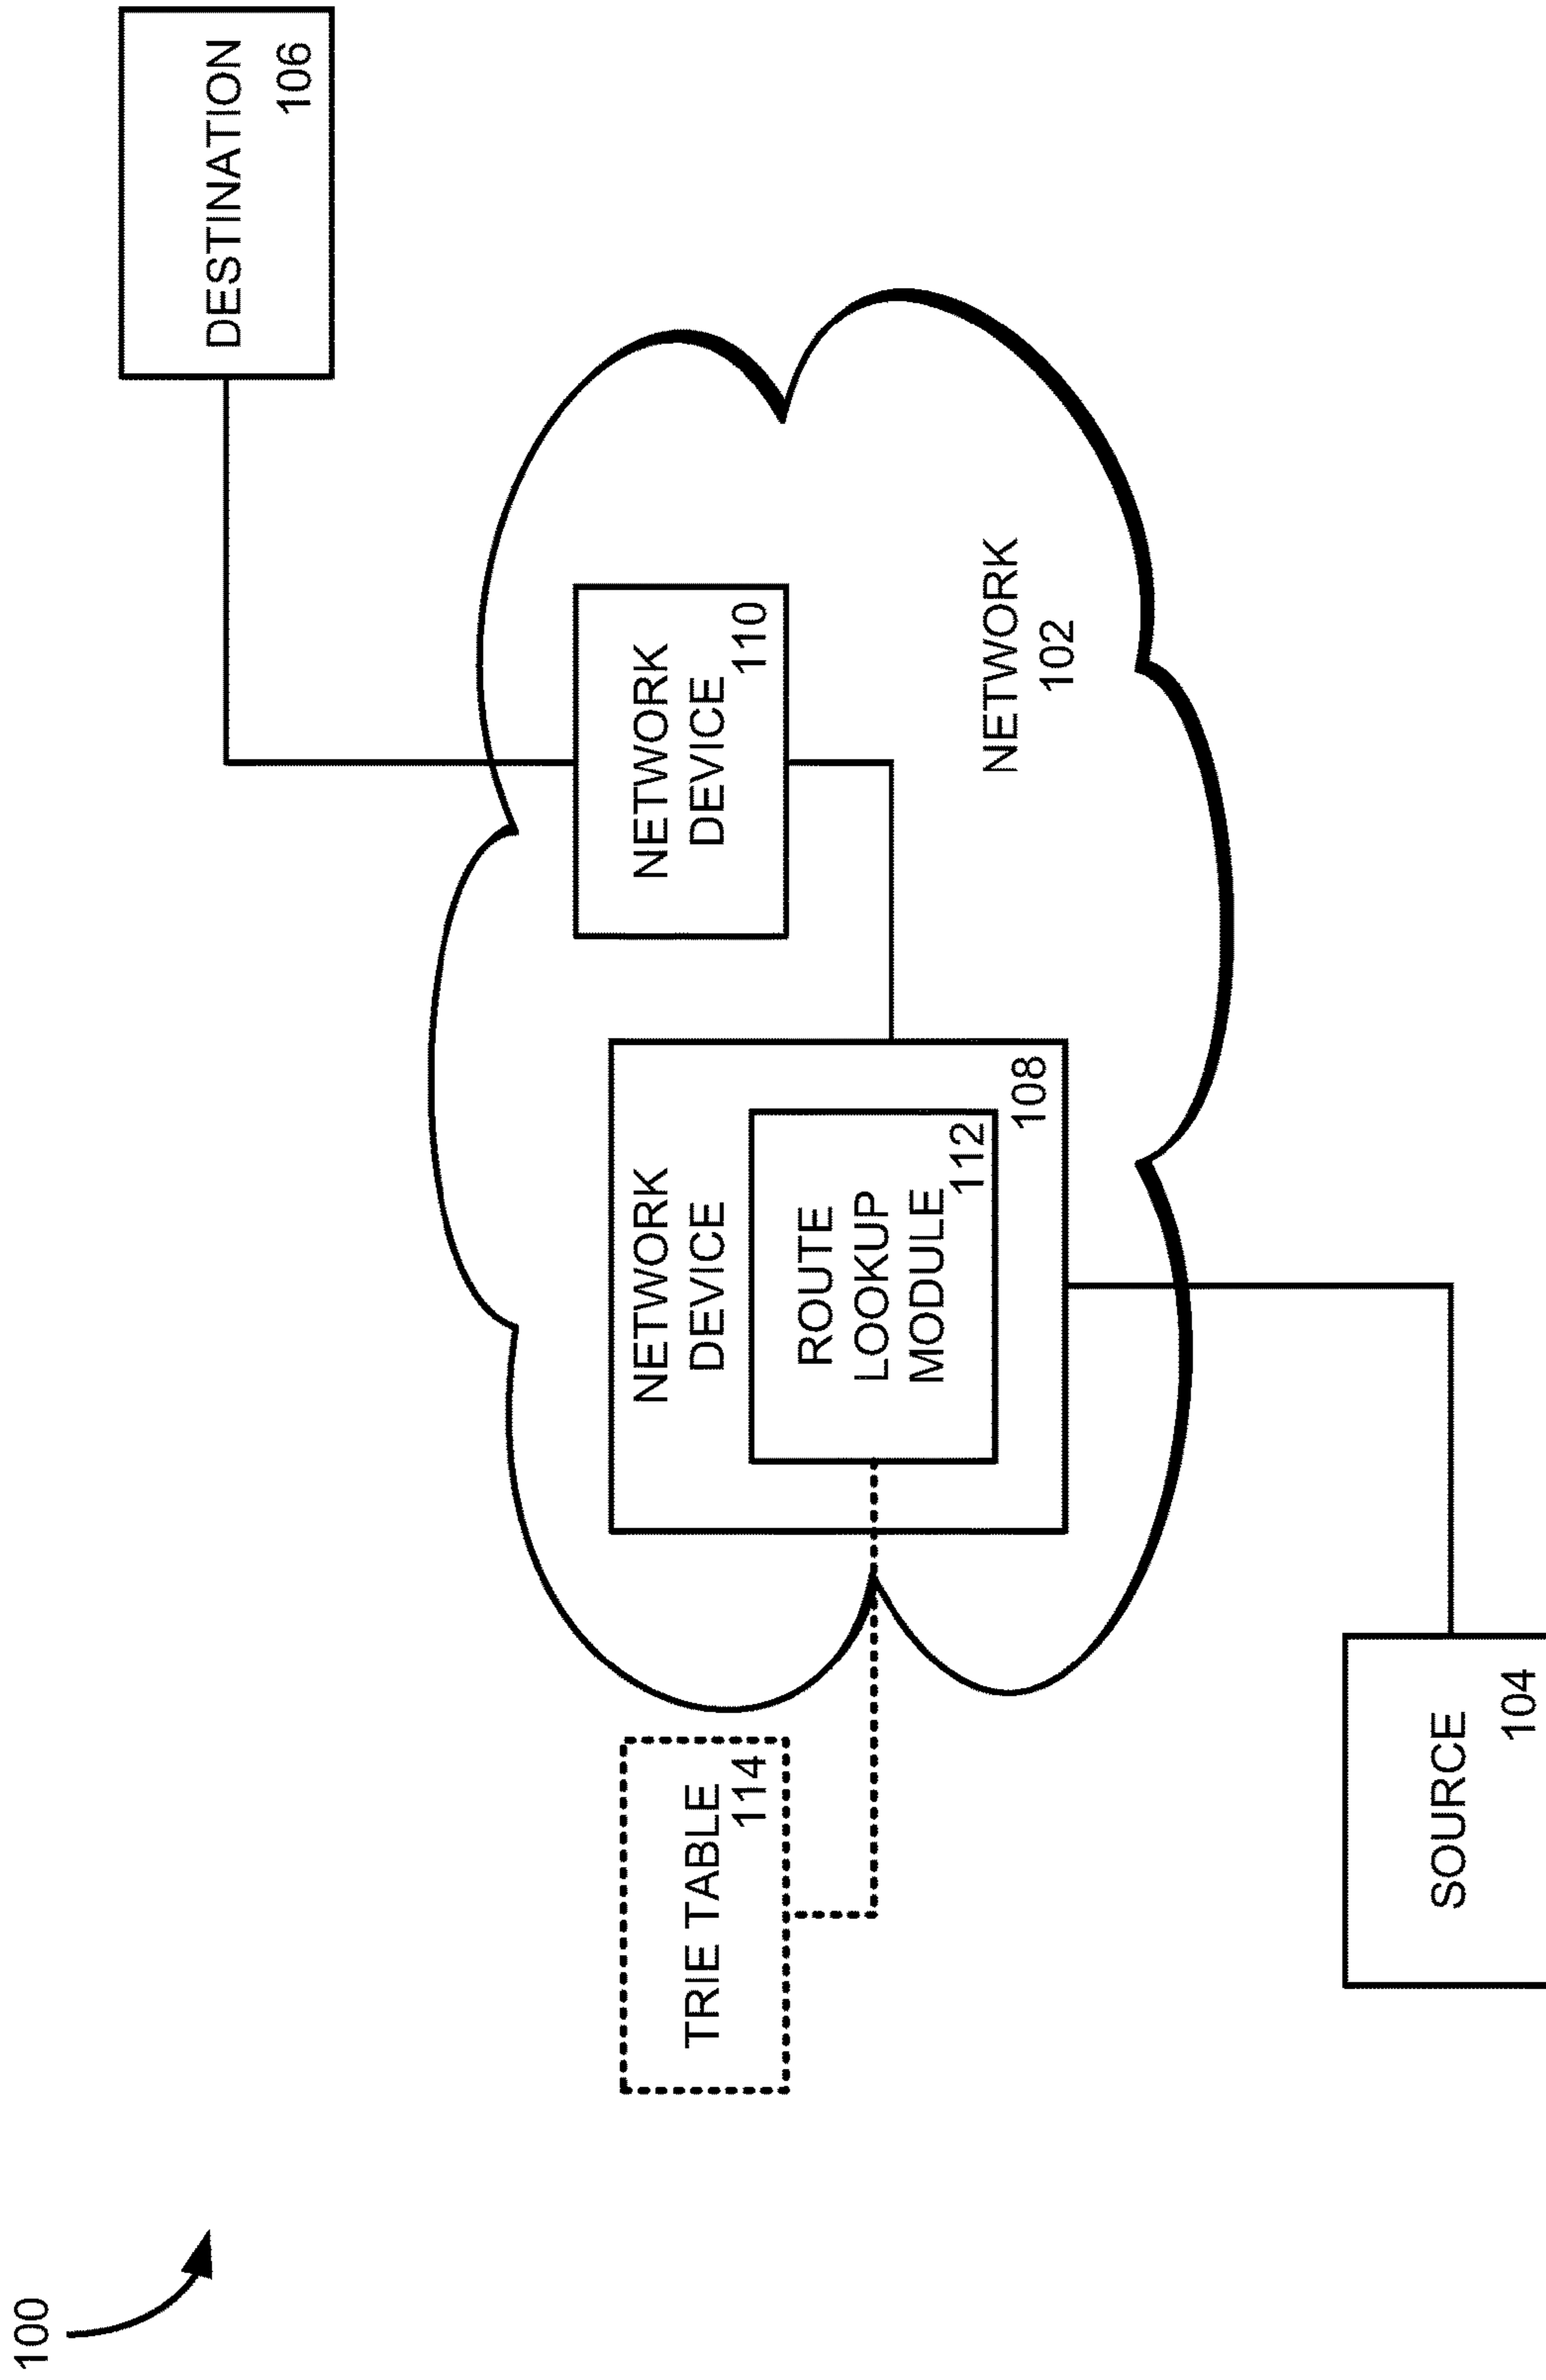 100
DESTINATION
106
TRIE TABLE
114
NETWORK
DEVICE
108
ROUTE
LOOKUP
MODULE
112
NETWORK
DEVICE
110
NETWORK
102
SOURCE
104